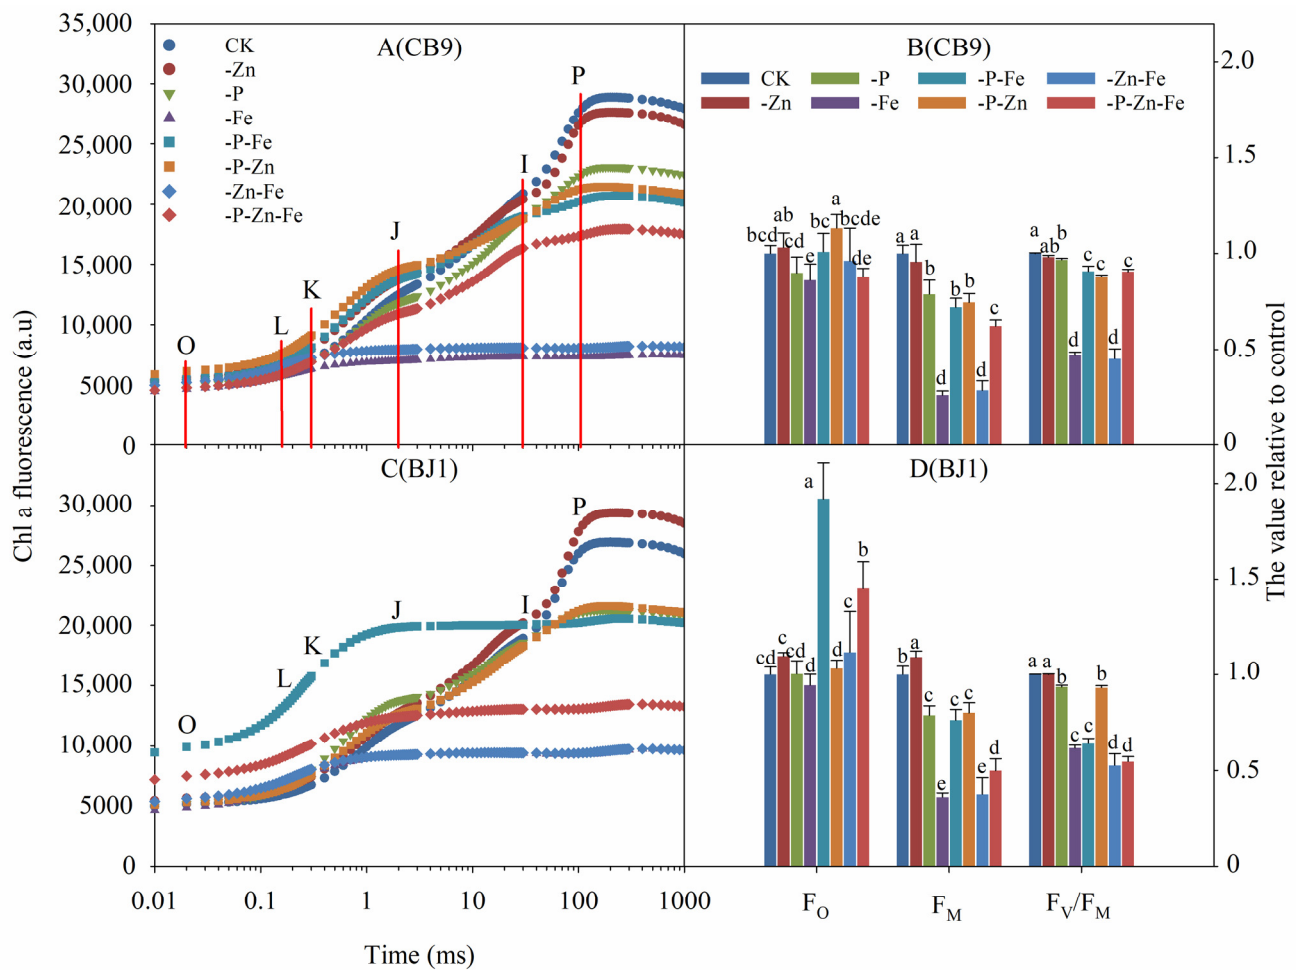 Chl a fluorescence (a.u)
35,000
30,000
25,000
20,000
15,000
10,000
5000
0
A(CB9)
CK
-Zn
-P
-Fe
-P-Fe
-P-Zn
-Zn-Fe
-P-Zn-Fe
O
L
K
J
I
P
B(CB9)
CK
-P
-P-Fe
-Zn-Fe
-Zn
-Fe
-P-Zn
-P-Zn-Fe
bcd
ab
cd
e
bc
a
bcde
de
a
a
b
d
b
b
d
c
a
ab
b
d
c
c
d
c
2.0
1.5
1.0
0.5
0
The value relative to control
C(BJ1)
30,000
25,000
20,000
15,000
10,000
5000
0
O
L
K
J
I
P
0.01
0.1
1
10
100
1000
Time (ms)
D(BJ1)
cd
c
cd
d
a
d
c
b
b
a
c
e
c
c
e
d
a
a
b
c
c
b
d
d
2.0
1.5
1.0
0.5
0
FO
FM
FV/FM